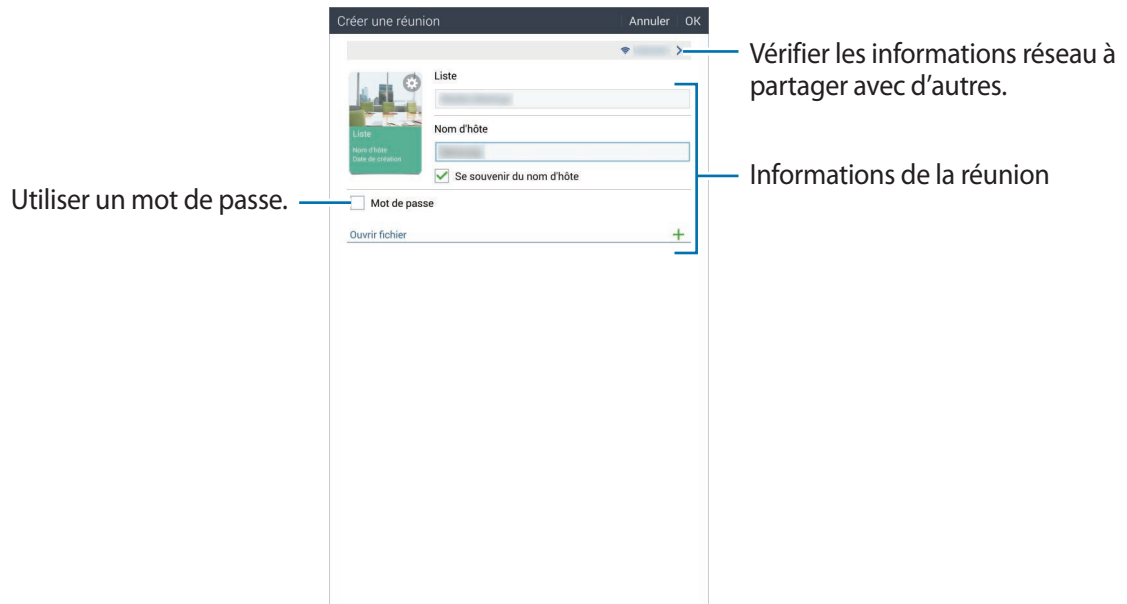 Créer une réunion Annuler OK
Vérifier les informations réseau à
partager avec d'autres.
Liste
Liste
Nom d'hôte
Date de création
Nom d'hôte
Se souvenir du nom d'hôte
Informations de la réunion
Utiliser un mot de passe.
Mot de passe
Ouvrir fichier